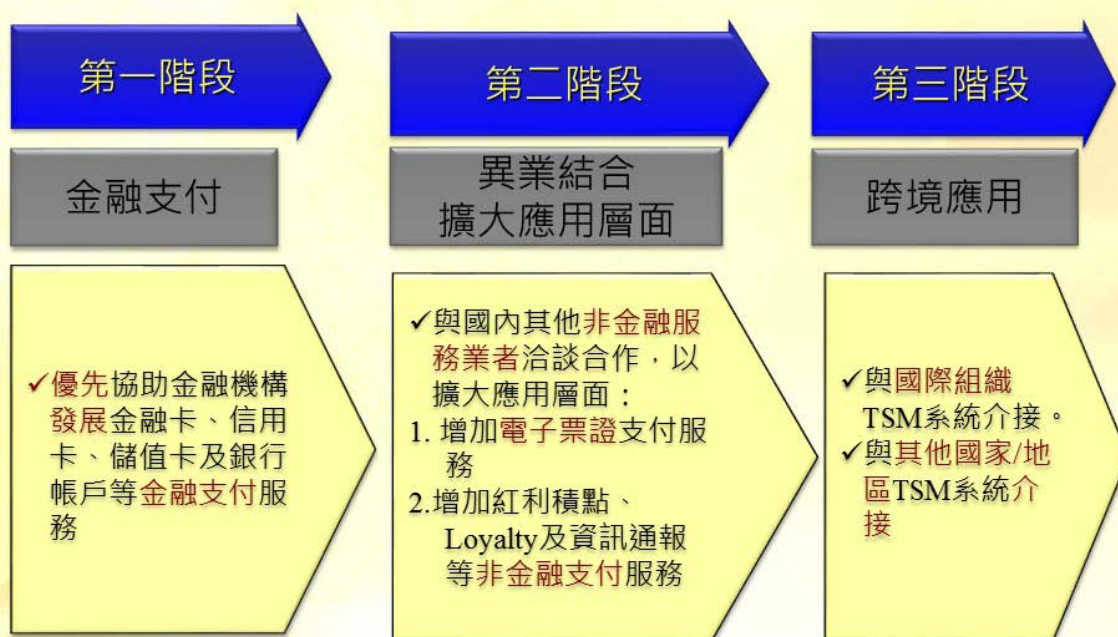 第一階段
金融支付
✓優先協助金融機構
發展金融卡、信用
卡、儲值卡及銀行
帳戶等金融支付服
務
第二階段
異業結合
擴大應用層面
✓與國內其他非金融服
務業者洽談合作，以
擴大應用層面：
1. 增加電子票證支付服
務
2.增加紅利積點、
Loyalty及資訊通報
等非金融支付服務
第三階段
跨境應用
✓與國際組織
TSM系統介接。
✓與其他國家/地
區TSM系統介
接